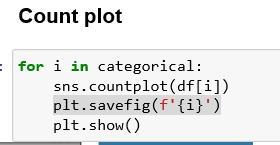 Count plot
: for i in categorical:
sns.countplot(df[i])
plt.savefig(f'{i}')
plt.show()